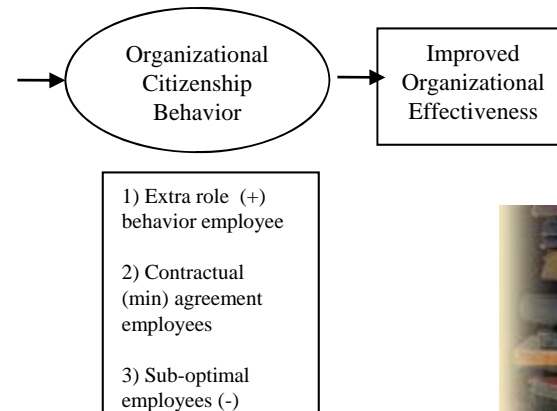 Organizational
Citizenship
Behavior
Improved
Organizational
Effectiveness
1) Extra role (+)
behavior employee
2) Contractual
(min) agreement
employees
3) Sub-optimal
employees (-)